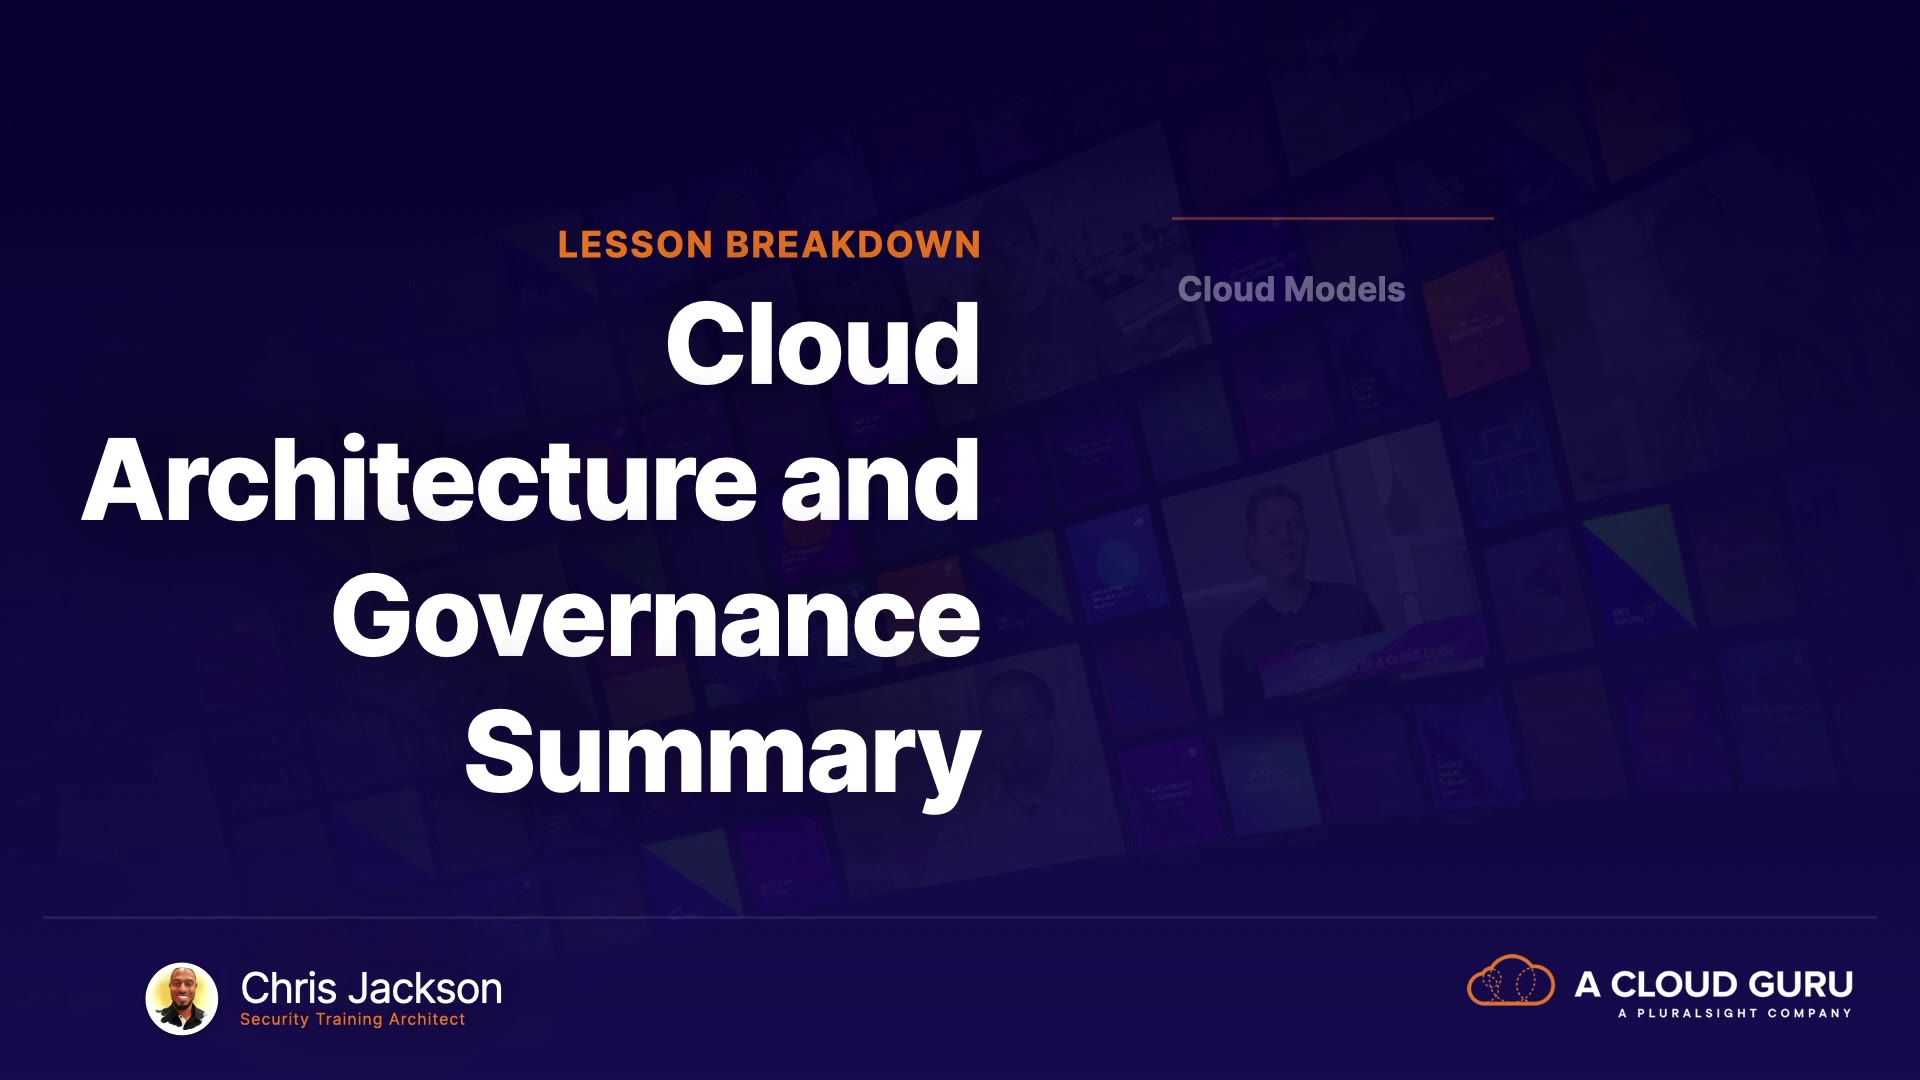 LESSON BREAKDOWN
Cloud
Architecture and
Governance
Summary
Cloud Models
Chris Jackson
Security Training Architect
A CLOUD GURU
A PLURALSIGHT COMPANY